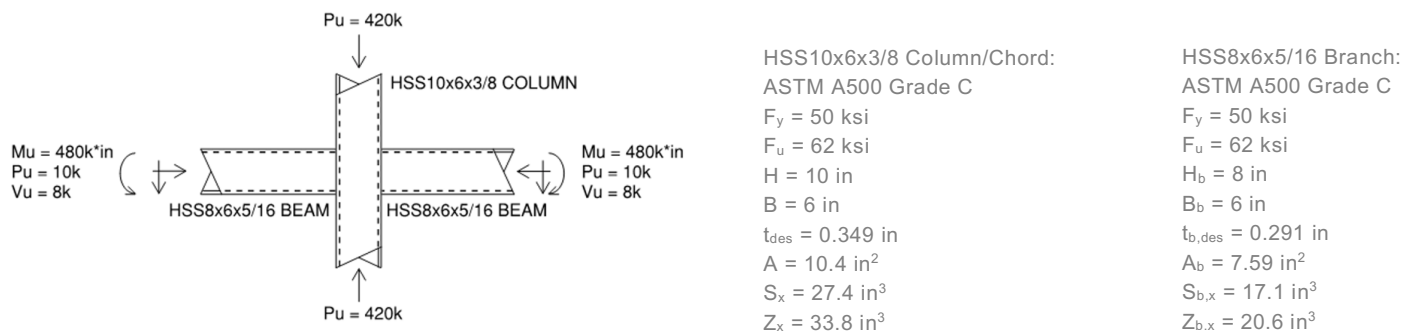 Pu = 420k
HSS10x6x3/8 COLUMN
Mu = 480k*in
Pu = 10k
Vu = 8k
Mu = 480k*in
Pu = 10k
Vu = 8k
HSS8x6x5/16 BEAM
HSS8x6x5/16 BEAM
Pu = 420k
HSS10x6x3/8 Column/Chord:
ASTM A500 Grade C
Fy = 50 ksi
Fu = 62 ksi
H = 10 in
B = 6 in
tdes = 0.349 in
A = 10.4 in²
Sx = 27.4 in³
Zx = 33.8 in³
HSS8x6x5/16 Branch:
ASTM A500 Grade C
Fy = 50 ksi
Fu = 62 ksi
Hb = 8 in
Bb = 6 in
tb,des = 0.291 in
Ab = 7.59 in²
Sb,x = 17.1 in³
Zb,x = 20.6 in³